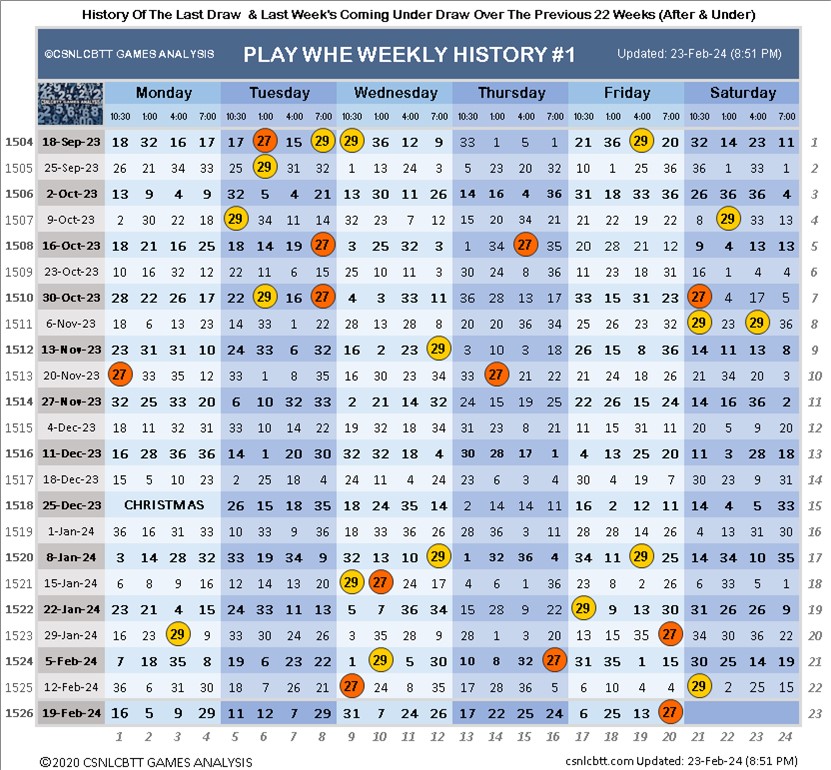 History Of The Last Draw & Last Week's Coming Under Draw Over The Previous 22 Weeks (After & Under)
©CSNLCBTT GAMES ANALYSIS PLAY WHE WEEKLY HISTORY #1 Updated: 23-Feb-24 (8:51 PM)
Monday Tuesday Wednesday Thursday Friday Saturday
10:30 1:00 4:00 7:00 10:30 1:00 4:00 7:00 10:30 1:00 4:00 7:00 10:30 1:00 4:00 7:00 10:30 1:00 4:00 7:00 10:30 1:00 4:00 7:00
1504 18-Sep-23 18 32 16 17 17 27 15 29 29 36 12 9 33 1 5 1 21 36 29 20 32 14 23 11 1
1505 25-Sep-23 26 21 34 33 25 29 31 32 1 13 24 3 5 23 20 32 10 1 25 36 36 1 33 1 2
1506 2-Oct-23 13 9 4 9 32 5 4 21 13 30 11 26 14 16 4 36 31 18 33 36 26 36 36 4 3
1507 9-Oct-23 2 30 22 18 29 34 11 14 32 23 7 12 15 20 34 21 21 22 19 22 8 29 33 13 4
1508 16-Oct-23 18 21 16 25 18 14 19 27 3 25 32 3 1 34 27 35 20 28 21 12 9 4 13 13 5
1509 23-Oct-23 10 16 32 12 22 11 6 15 25 10 11 3 30 24 8 36 11 23 18 31 16 1 4 4 6
1510 30-Oct-23 28 22 26 17 22 29 16 27 4 3 33 11 36 28 13 17 33 15 31 23 27 4 17 5 7
1511 6-Nov-23 18 6 13 23 14 33 1 22 28 13 28 8 20 20 36 34 25 26 23 32 29 23 29 36 8
1512 13-Nov-23 23 31 31 10 24 33 6 32 16 2 23 29 3 10 3 18 26 15 8 36 14 11 13 8 9
1513 20-Nov-23 27 33 35 12 33 1 8 35 16 30 23 34 33 27 21 22 21 24 18 26 21 34 20 3 10
1514 27-Nov-23 32 25 33 20 6 10 32 33 2 21 14 32 24 15 19 25 22 26 15 24 14 16 36 2 11
1515 4-Dec-23 18 11 32 31 33 10 14 22 19 32 18 34 31 23 8 21 11 15 31 11 20 5 9 20 12
1516 11-Dec-23 16 28 36 36 14 1 20 30 32 32 18 4 30 28 17 1 4 13 25 20 11 3 28 18 13
1517 18-Dec-23 15 5 10 23 2 25 18 4 24 11 4 24 23 6 3 4 30 4 19 7 30 23 9 31 14
1518 25-Dec-23 CHRISTMAS 26 15 18 35 18 24 35 14 2 14 14 11 16 2 12 11 14 4 5 33 15
1519 1-Jan-24 36 16 31 33 10 33 9 36 18 33 36 26 28 36 3 11 28 28 14 26 4 13 31 30 16
1520 8-Jan-24 3 14 28 32 33 19 34 9 32 13 10 29 1 32 36 4 34 11 29 25 14 34 10 35 17
1521 15-Jan-24 6 8 9 16 12 14 13 20 29 27 24 17 4 6 1 36 23 8 2 26 6 33 5 1 18
1522 22-Jan-24 23 21 4 15 24 33 11 13 5 7 36 34 15 28 9 22 29 9 13 30 31 26 26 9 19
1523 29-Jan-24 16 23 29 9 33 30 24 26 3 35 28 9 28 1 3 20 13 15 35 27 34 30 36 22 20
1524 5-Feb-24 7 18 35 8 19 6 23 22 1 29 5 30 10 8 32 27 31 35 1 15 30 25 14 19 21
1525 12-Feb-24 36 6 31 30 18 7 26 21 27 24 8 35 17 28 36 5 6 10 4 4 29 2 25 15 22
1526 19-Feb-24 16 5 9 29 11 12 7 29 31 7 24 26 17 22 25 24 6 25 13 27 23
1 2 3 4 5 6 7 8 9 10 11 12 13 14 15 16 17 18 19 20 21 22 23 24
©2020 CSNLCBTT GAMES ANALYSIS csnlcbtt.com Updated: 23-Feb-24 (8:51 PM)